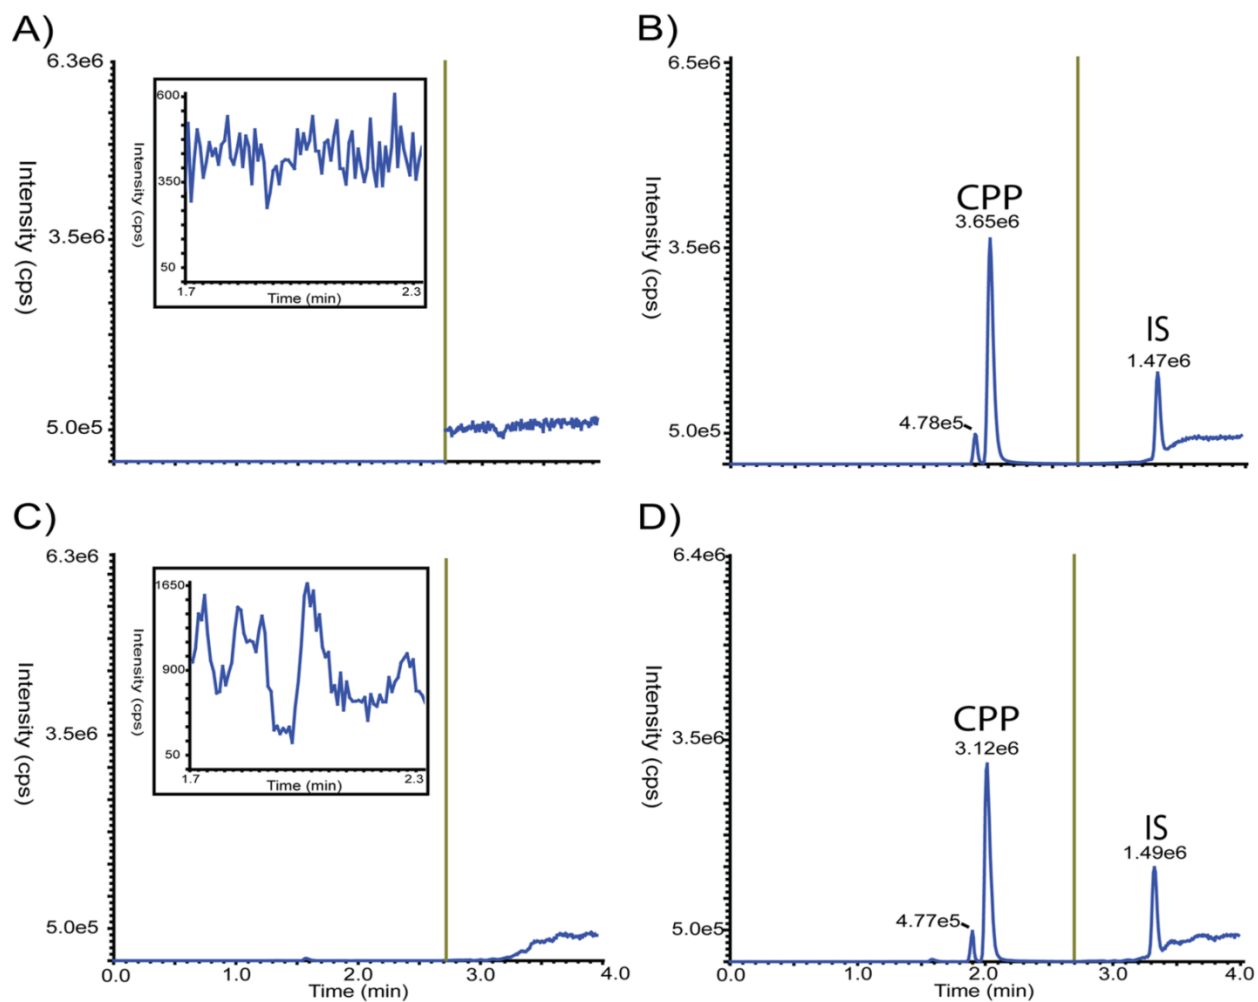 A)
6.3e6
3.5e6
5.0e5
Intensity (cps)
600
350
50
Intensity (cps)
1.7
2.3
Time (min)
B)
6.5e6
3.5e6
5.0e5
Intensity (cps)
CPP
3.65e6
4.78e5
IS
1.47e6
C)
6.3e6
3.5e6
5.0e5
Intensity (cps)
1650
900
50
Intensity (cps)
1.7
2.3
Time (min)
0.0
1.0
2.0
3.0
4.0
Time (min)
D)
6.4e6
3.5e6
5.0e5
Intensity (cps)
CPP
3.12e6
4.77e5
IS
1.49e6
0.0
1.0
2.0
3.0
4.0
Time (min)